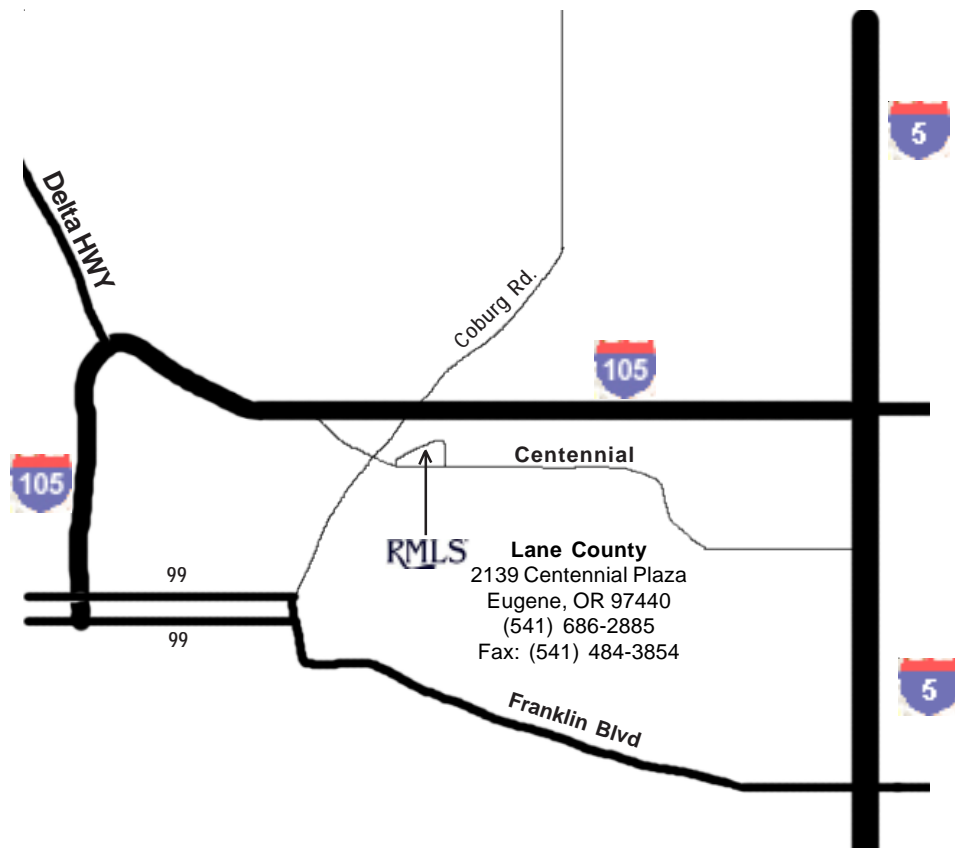 5
Delta HWY
Coburg Rd.
105
Centennial
105
RMLS
Lane County
2139 Centennial Plaza
Eugene, OR 97440
(541) 686-2885
Fax: (541) 484-3854
99
99
5
Franklin Blvd